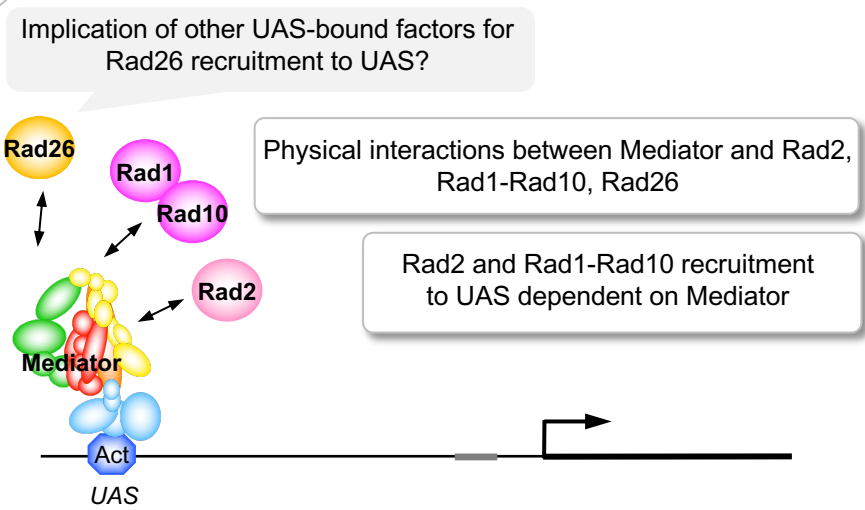 Implication of other UAS-bound factors for
Rad26 recruitment to UAS?
Rad26
Rad1
Rad10
Physical interactions between Mediator and Rad2,
Rad1-Rad10, Rad26
Rad2
Rad2 and Rad1-Rad10 recruitment
to UAS dependent on Mediator
Mediator
Act
UAS